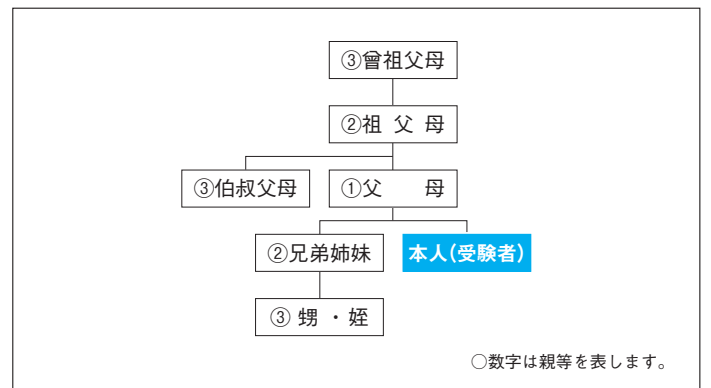 ③曾祖父母
②祖 父 母
③伯叔父母
①父 母
②兄弟姉妹
本人(受験者)
③ 甥 ・ 姪
○数字は親等を表します。